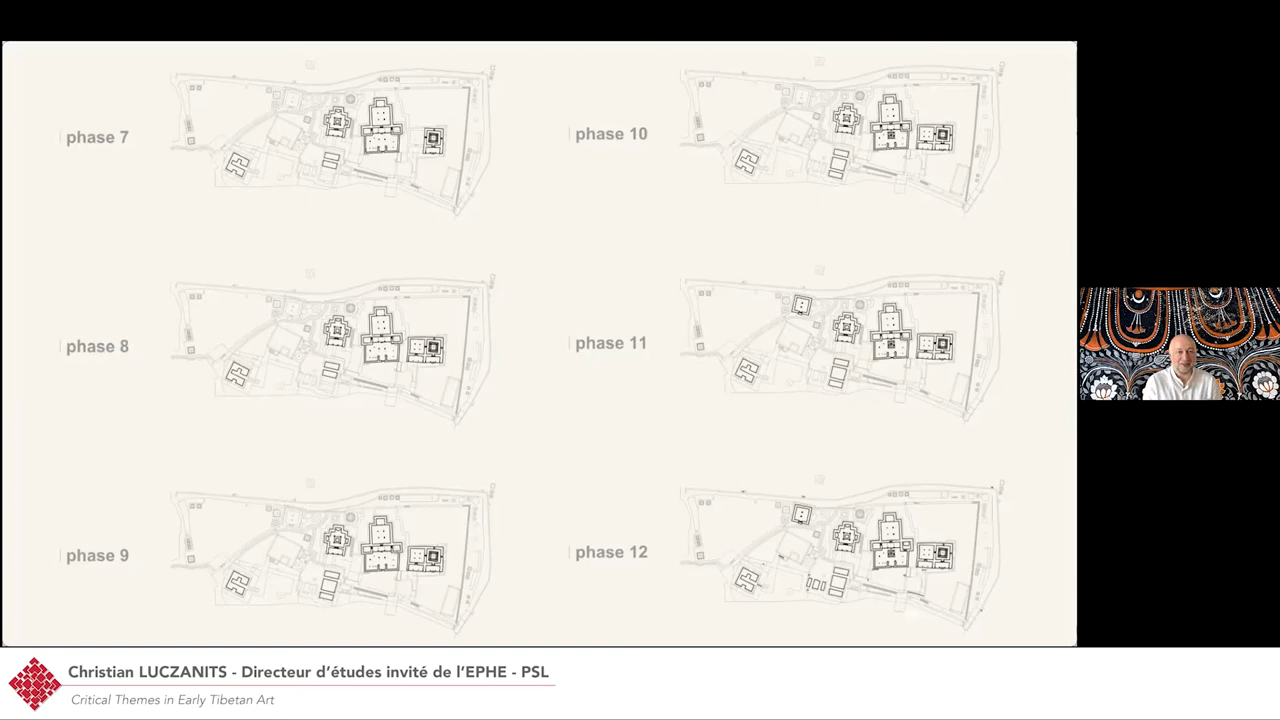 phase 7
phase 10
phase 8
phase 11
phase 9
phase 12
Christian LUCZANITS - Directeur d'études invité de l'EPHE - PSL
Critical Themes in Early Tibetan Art